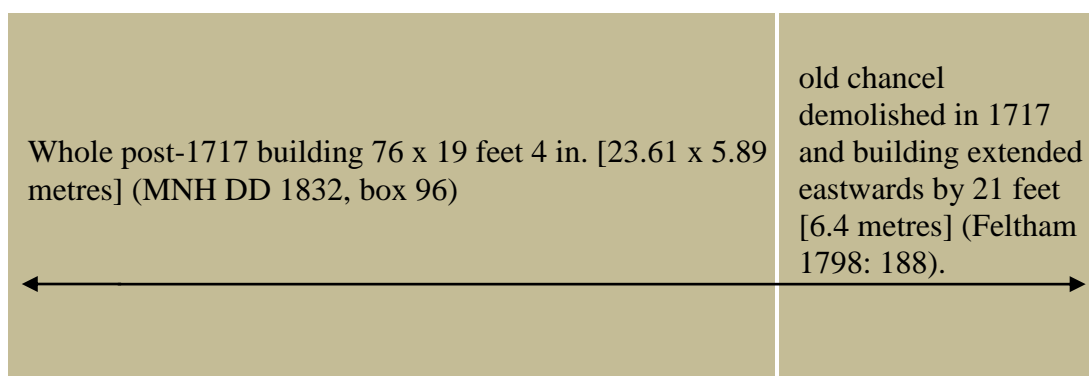 Whole post-1717 building 76 x 19 feet 4 in. [23.61 x 5.89
metres] (MNH DD 1832, box 96)
old chancel
demolished in 1717
and building extended
eastwards by 21 feet
[6.4 metres] (Feltham
1798: 188).